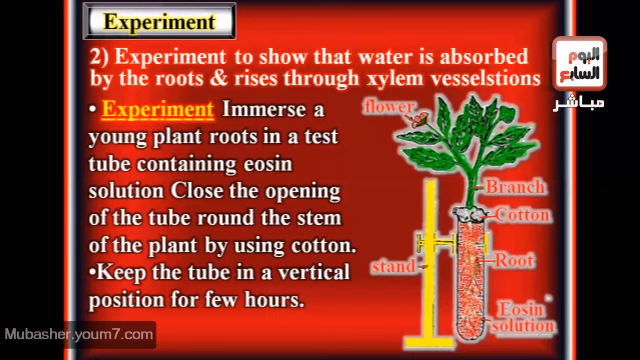 Experiment
2) Experiment to show that water is absorbed
by the roots & rises through xylem vesselstions
• Experiment Immerse a
young plant roots in a test
tube containing eosin
solution Close the opening
of the tube round the stem
of the plant by using cotton.
•Keep the tube in a vertical
position for few hours.
flower
Branch
Cotton
stand
Root
Eosin
solution
اليوم
السابع
مباشر
Mubasher.youm7.com